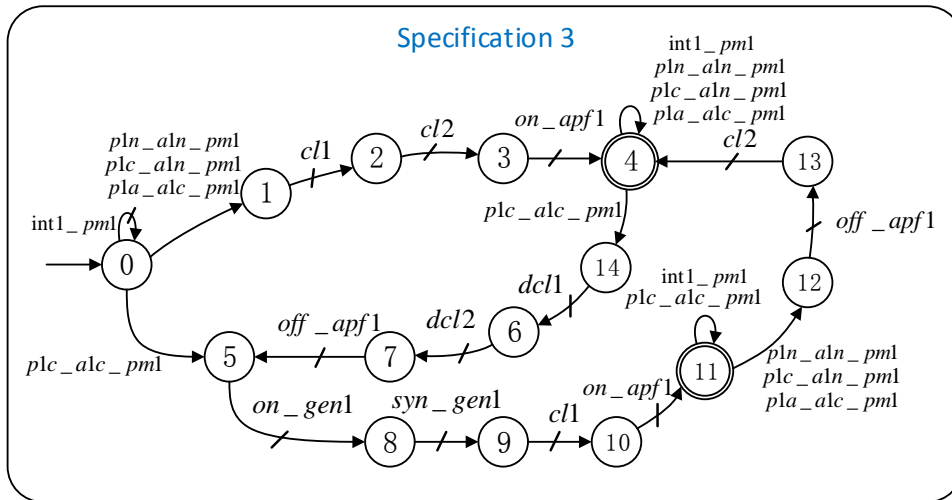 Specification 3
int1_pm1
p1n_a1n_pm1
p1c_a1n_pm1
p1a_a1c_pm1
on_apf1
cl2
cl1
p1n_a1n_pm1
p1c_a1n_pm1
p1a_a1c_pm1
cl2
2
3
4
13
1
int1_pm1
p1c_a1c_pm1
off_apf1
0
14
12
dcl1
int1_pm1
p1c_a1c_pm1
off_apf1
dcl2
6
p1c_a1c_pm1
5
7
11
p1n_a1n_pm1
p1c_a1n_pm1
p1a_a1c_pm1
on_gen1
syn_gen1
cl1
on_apf1
8
9
10